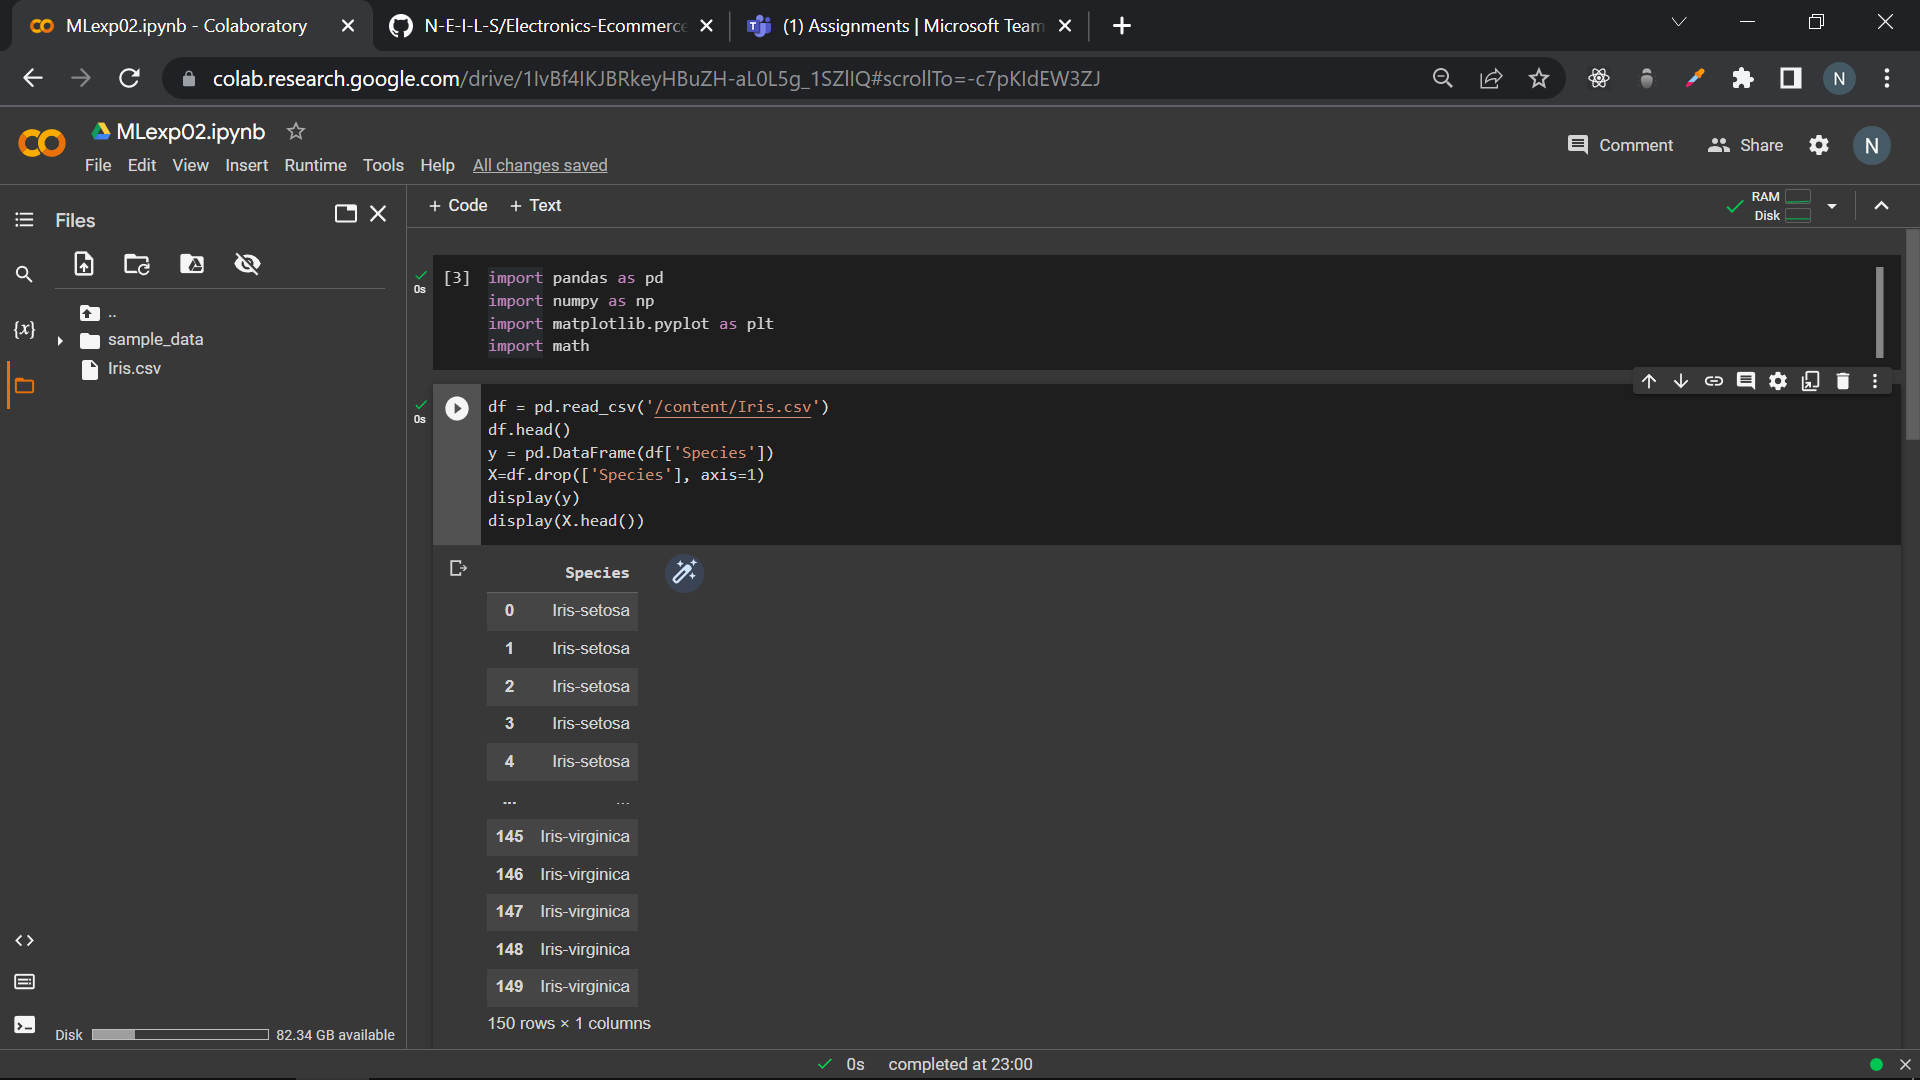 MLexp02.ipynb - Colaboratory
N-E-I-L-S/Electronics-Ecommerce
(1) Assignments | Microsoft Team
colab.research.google.com/drive/1IvBf4IKJBRkeyHBuZH-aL0L5g_1SZlIQ#scrollTo=-c7pKIdEW3ZJ
N
MLexp02.ipynb
Comment
Share
N
File Edit View Insert Runtime Tools Help All changes saved
Files
+ Code + Text
RAM
Disk
{x}
..
sample_data
Iris.csv
0s
[3]
import pandas as pd
import numpy as np
import matplotlib.pyplot as plt
import math
0s
df = pd.read_csv('/content/Iris.csv')
df.head()
y = pd.DataFrame(df['Species'])
X=df.drop(['Species'], axis=1)
display(y)
display(X.head())
Species
0 Iris-setosa
1 Iris-setosa
2 Iris-setosa
3 Iris-setosa
4 Iris-setosa
... ...
145 Iris-virginica
146 Iris-virginica
147 Iris-virginica
148 Iris-virginica
149 Iris-virginica
150 rows × 1 columns
Disk 82.34 GB available
0s completed at 23:00